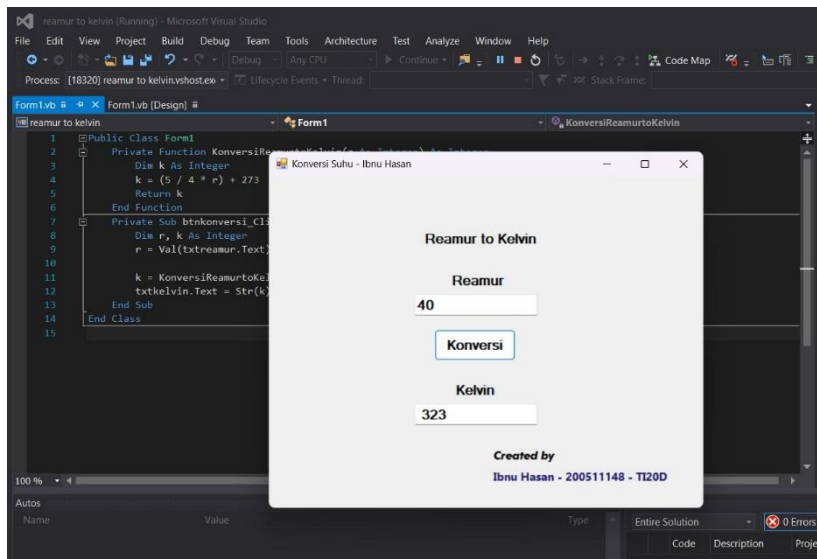 reamur to kelvin (Running) - Microsoft Visual Studio
File Edit View Project Build Debug Team Tools Architecture Test Analyze Window Help
Debug Any CPU Continue Code Map
Process: [18320] reamur to kelvin.vshost.exe Lifecycle Events Thread: Stack Frame:
Form1.vb Form1.vb [Design]
reamur to kelvin Form1 KonversiReamurtoKelvin
1 Public Class Form1
2 Private Function KonversiReamurtoKelvin(r As Integer) As Integer
3 Dim k As Integer
4 k = (5 / 4 * r) + 273
5 Return k
6 End Function
7 Private Sub btnkonversi_Cli
8 Dim r, k As Integer
9 r = Val(txtreamur.Text)
10
11 k = KonversiReamurtoKel
12 txtkelvin.Text = Str(k)
13 End Sub
14 End Class
15
Konversi Suhu - Ibnu Hasan
Reamur to Kelvin
Reamur
40
Konversi
Kelvin
323
Created by
Ibnu Hasan - 200511148 - TI20D
100 %
Autos
Name Value Type
Entire Solution 0 Errors
Code Description Proje